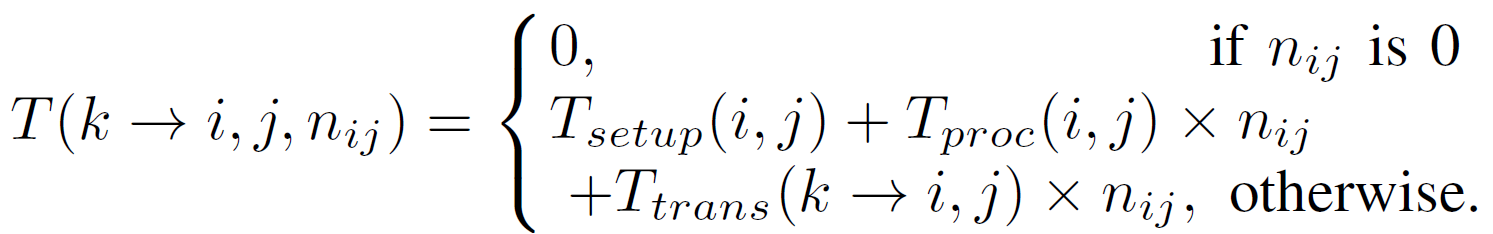 0, if n_{ij} is 0
T(k → i, j, n_{ij}) = { T_{setup}(i, j) + T_{proc}(i, j) × n_{ij}
+T_{trans}(k → i, j) × n_{ij}, otherwise.